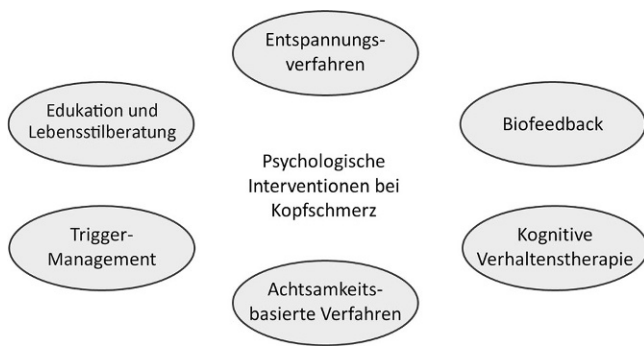 Entspannungs-
verfahren
Edukation und
Lebensstilberatung
Biofeedback
Psychologische
Interventionen bei
Kopfschmerz
Trigger-
Management
Kognitive
Verhaltenstherapie
Achtsamkeits-
basierte Verfahren